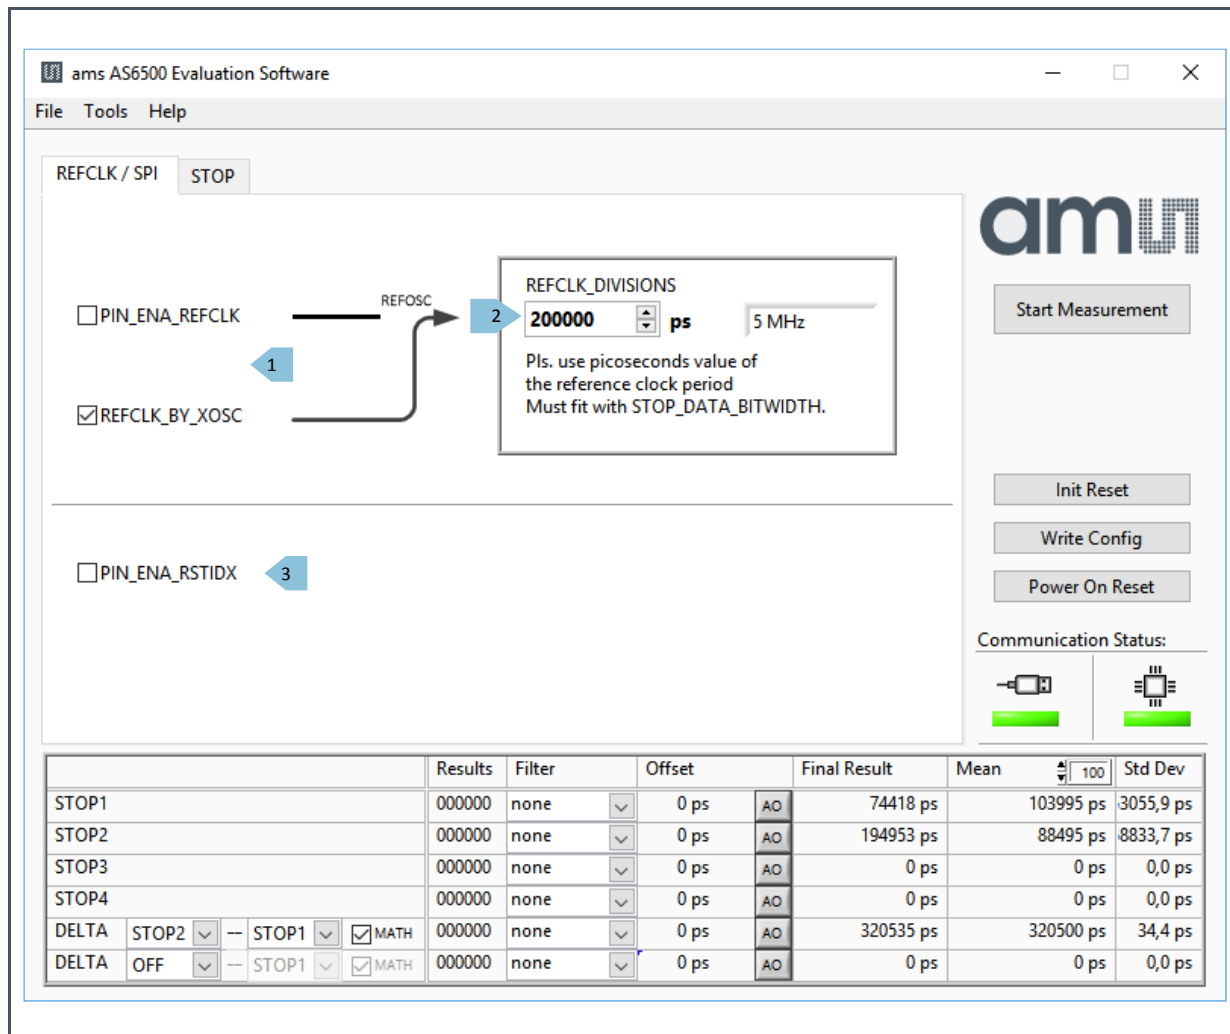 ams AS6500 Evaluation Software
File Tools Help
REFCLK / SPI STOP
am
PIN_ENA_REFCLK
REFOSC
REFCLK_DIVISIONS
2
200000 ps 5 MHz
Start Measurement
1
Pls. use picoseconds value of
the reference clock period
Must fit with STOP_DATA_BITWIDTH.
REFCLK_BY_XOSC
Init Reset
Write Config
PIN_ENA_RSTIDX 3
Power On Reset
Communication Status:
Results Filter Offset Final Result Mean 100 Std Dev
STOP1 000000 none 0 ps AO 74418 ps 103995 ps 3055,9 ps
STOP2 000000 none 0 ps AO 194953 ps 88495 ps 8833,7 ps
STOP3 000000 none 0 ps AO 0 ps 0 ps 0,0 ps
STOP4 000000 none 0 ps AO 0 ps 0 ps 0,0 ps
DELTA STOP2 -- STOP1 MATH 000000 none 0 ps AO 320535 ps 320500 ps 34,4 ps
DELTA OFF -- STOP1 MATH 000000 none 0 ps AO 0 ps 0 ps 0,0 ps